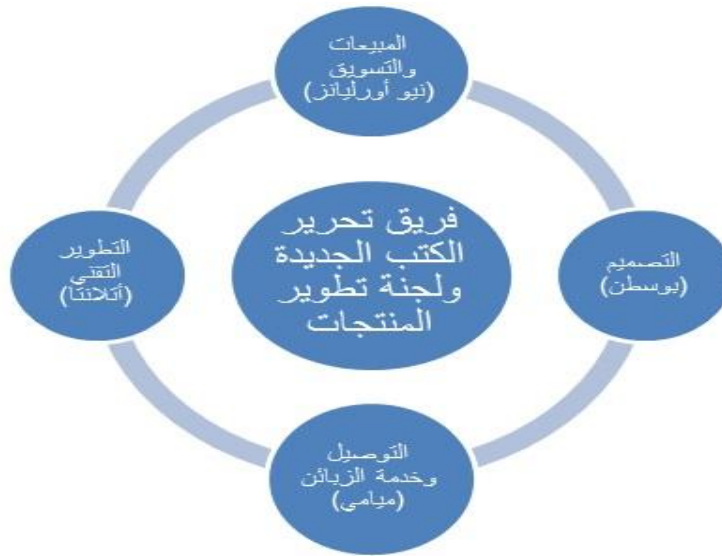 المبيعات
والتسويق
(نيو أورليانز)
فريق تحرير
الكتب الجديدة
ولجنة تطوير
المنتجات
التصميم
(بوسطن)
التطوير
التقني
(أتلانتا)
التوصيل
وخدمة الزبائن
(ميامي)